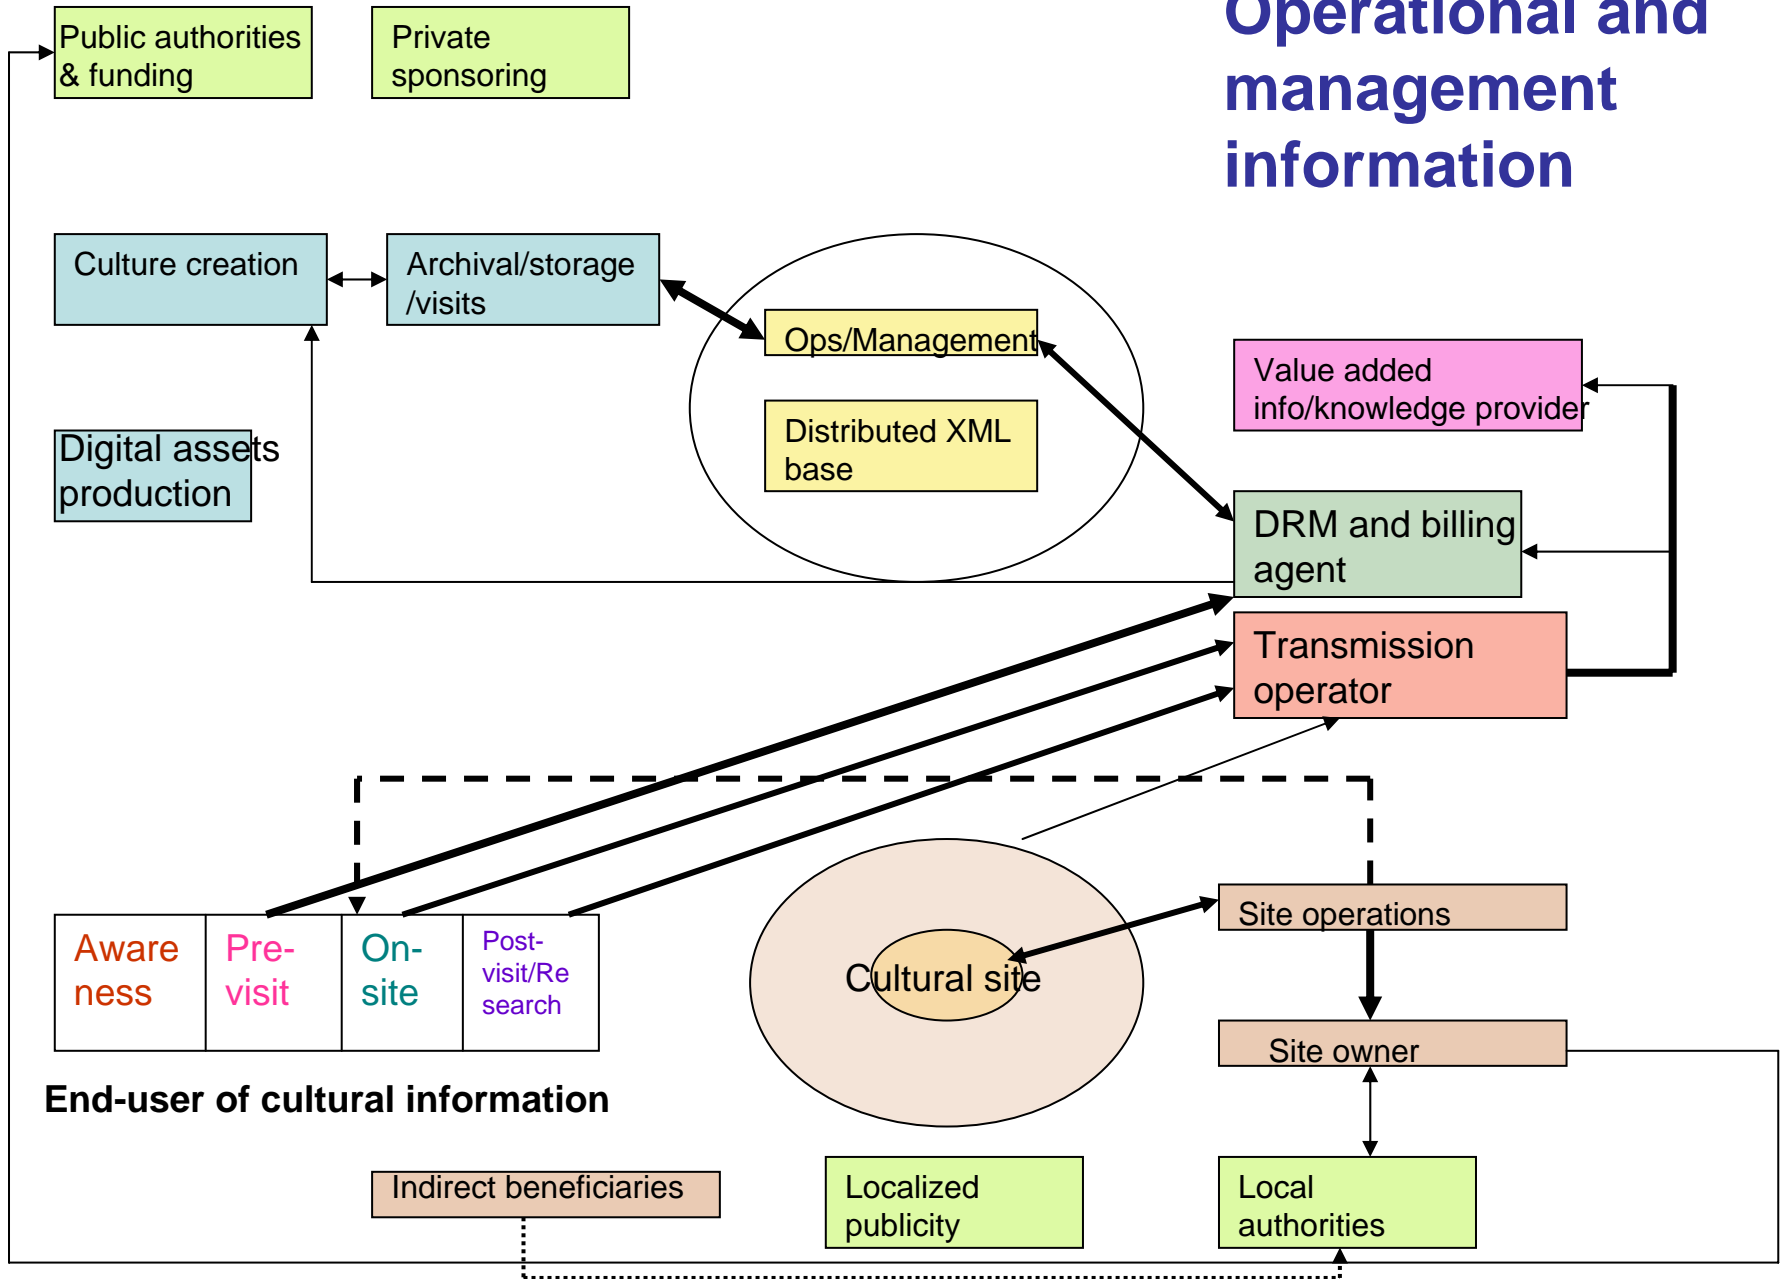 Operational and
management
information
Public authorities
& funding
Private
sponsoring
Culture creation
Archival/storage
/visits
Ops/Management
Distributed XML
base
Value added
info/knowledge provider
Digital assets
production
DRM and billing
agent
Transmission
operator
Site operations
Aware
ness
Pre-
visit
On-
site
Post-
visit/Re
search
Cultural site
Site owner
End-user of cultural information
Indirect beneficiaries
Localized
publicity
Local
authorities